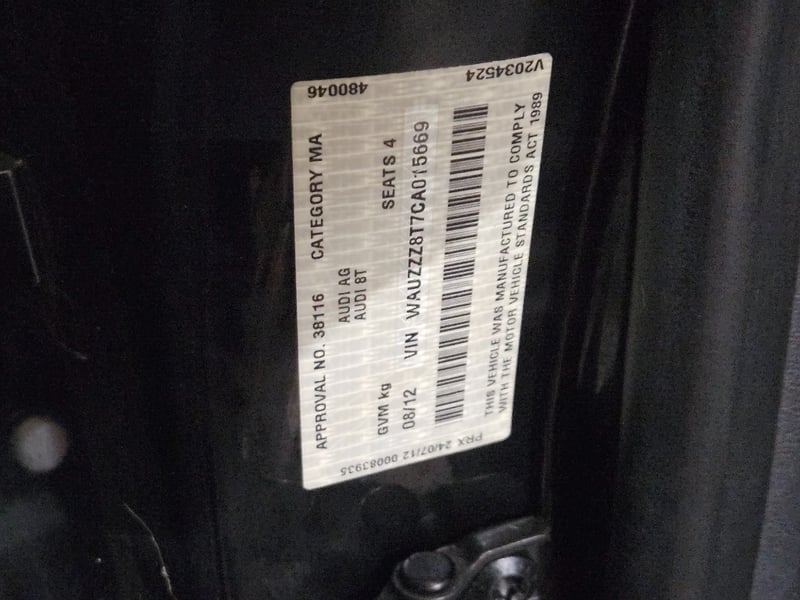 480046
V2034524
APPROVAL NO. 38116 CATEGORY MA
AUDI AG
AUDI 8T
GVM kg SEATS 4
08/12 VIN WAUZZZ8T7CA015669
THIS VEHICLE WAS MANUFACTURED TO COMPLY
WITH THE MOTOR VEHICLE STANDARDS ACT 1989
PRX 24/07/12 00083935